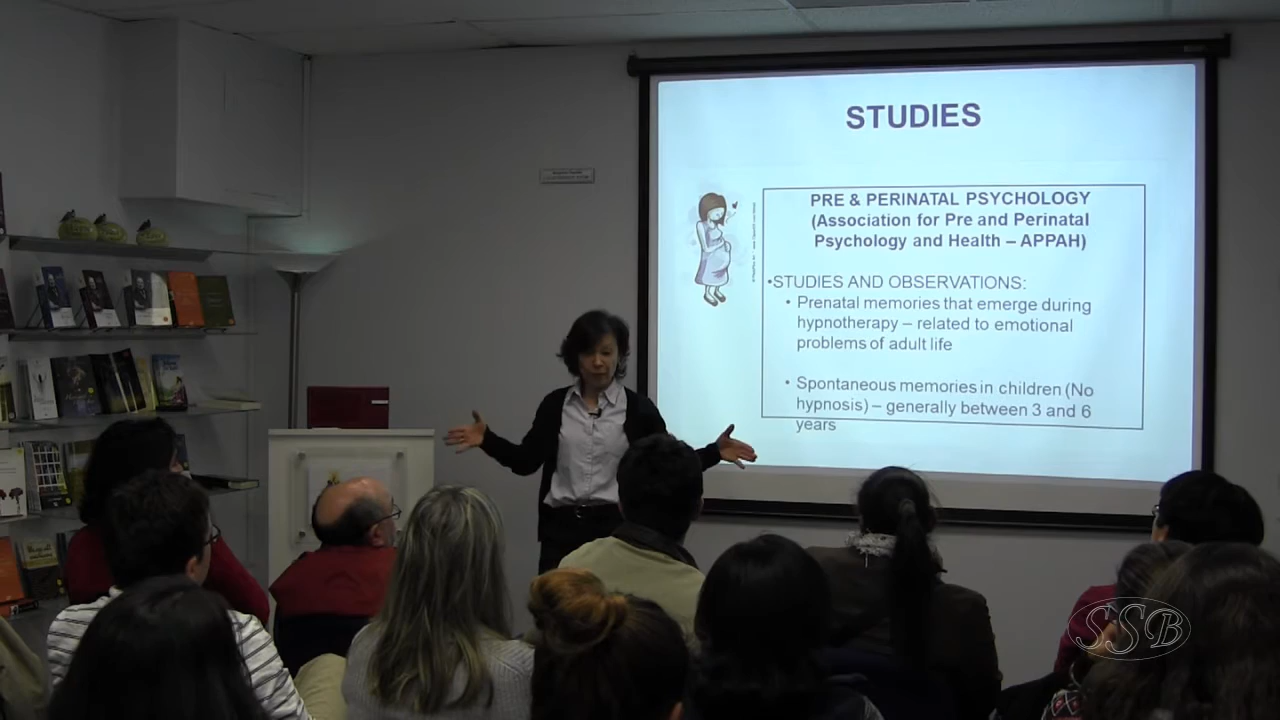 STUDIES
PRE & PERINATAL PSYCHOLOGY
(Association for Pre and Perinatal
Psychology and Health – APPAH)
•STUDIES AND OBSERVATIONS:
• Prenatal memories that emerge during
hypnotherapy – related to emotional
problems of adult life
• Spontaneous memories in children (No
hypnosis) – generally between 3 and 6
years
SSB